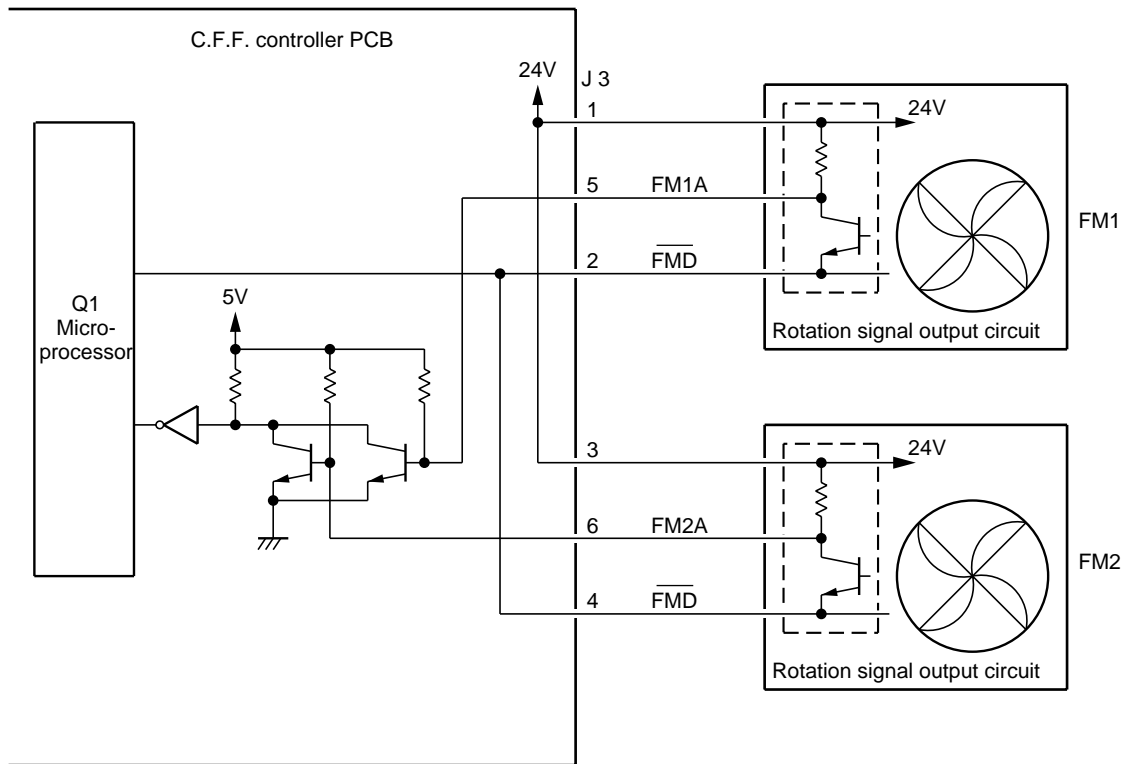 C.F.F. controller PCB
24V
J 3
1
24V
5
FM1A
FM1
2
FMD
Q1
Micro-
processor
5V
Rotation signal output circuit
3
24V
6
FM2A
FM2
4
FMD
Rotation signal output circuit